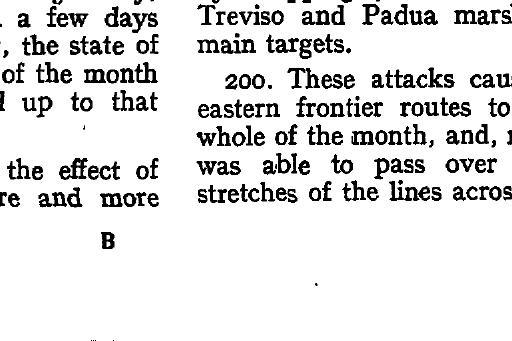 a few days
, the state of
of the month
up to that
the effect of
re and more
B
Treviso and Padua mars
main targets.
200. These attacks cau
eastern frontier routes to
whole of the month, and,
was able to pass over
stretches of the lines acros